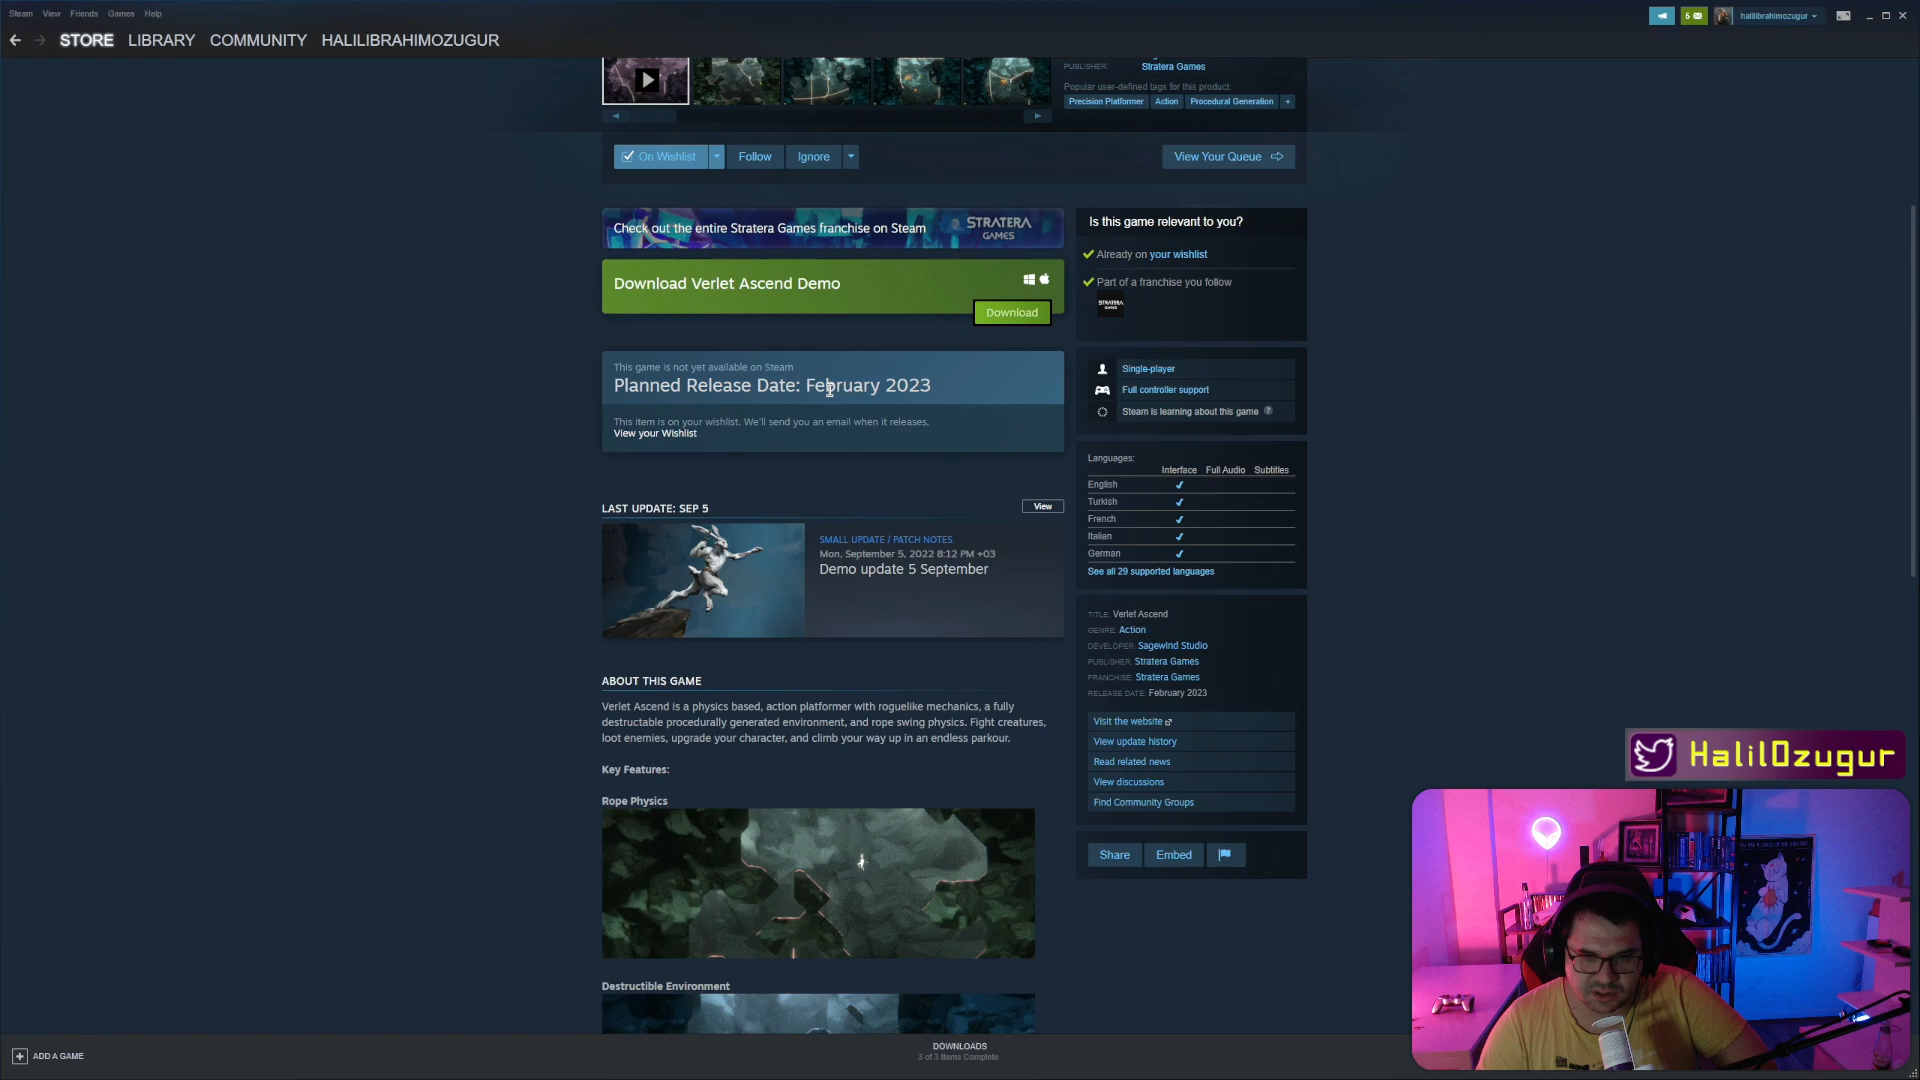 Steam View Friends Games Help
5
halilibrahimozugur
STORE LIBRARY COMMUNITY HALILIBRAHIMOZUGUR
PUBLISHER: Stratera Games
Popular user-defined tags for this product:
Precision Platformer Action Procedural Generation +
On Wishlist Follow Ignore View Your Queue
Check out the entire Stratera Games franchise on Steam
STRATERA GAMES
Download Verlet Ascend Demo
Download
This game is not yet available on Steam
Planned Release Date: February 2023
This item is on your wishlist. We'll send you an email when it releases.
View your Wishlist
LAST UPDATE: SEP 5
View
SMALL UPDATE / PATCH NOTES
Mon, September 5, 2022 8:12 PM +03
Demo update 5 September
ABOUT THIS GAME
Verlet Ascend is a physics based, action platformer with roguelike mechanics, a fully
destructable procedurally generated environment, and rope swing physics. Fight creatures,
loot enemies, upgrade your character, and climb your way up in an endless parkour.
Key Features:
Rope Physics
Destructible Environment
Is this game relevant to you?
Already on your wishlist
Part of a franchise you follow
STRATERA GAMES
Single-player
Full controller support
Steam is learning about this game ?
Languages:
Interface Full Audio Subtitles
English
Turkish
French
Italian
German
See all 29 supported languages
TITLE: Verlet Ascend
GENRE: Action
DEVELOPER: Sagewind Studio
PUBLISHER: Stratera Games
FRANCHISE: Stratera Games
RELEASE DATE: February 2023
Visit the website
View update history
Read related news
View discussions
Find Community Groups
Share Embed
HalilOzugur
ADD A GAME
DOWNLOADS
3 of 3 Items Complete